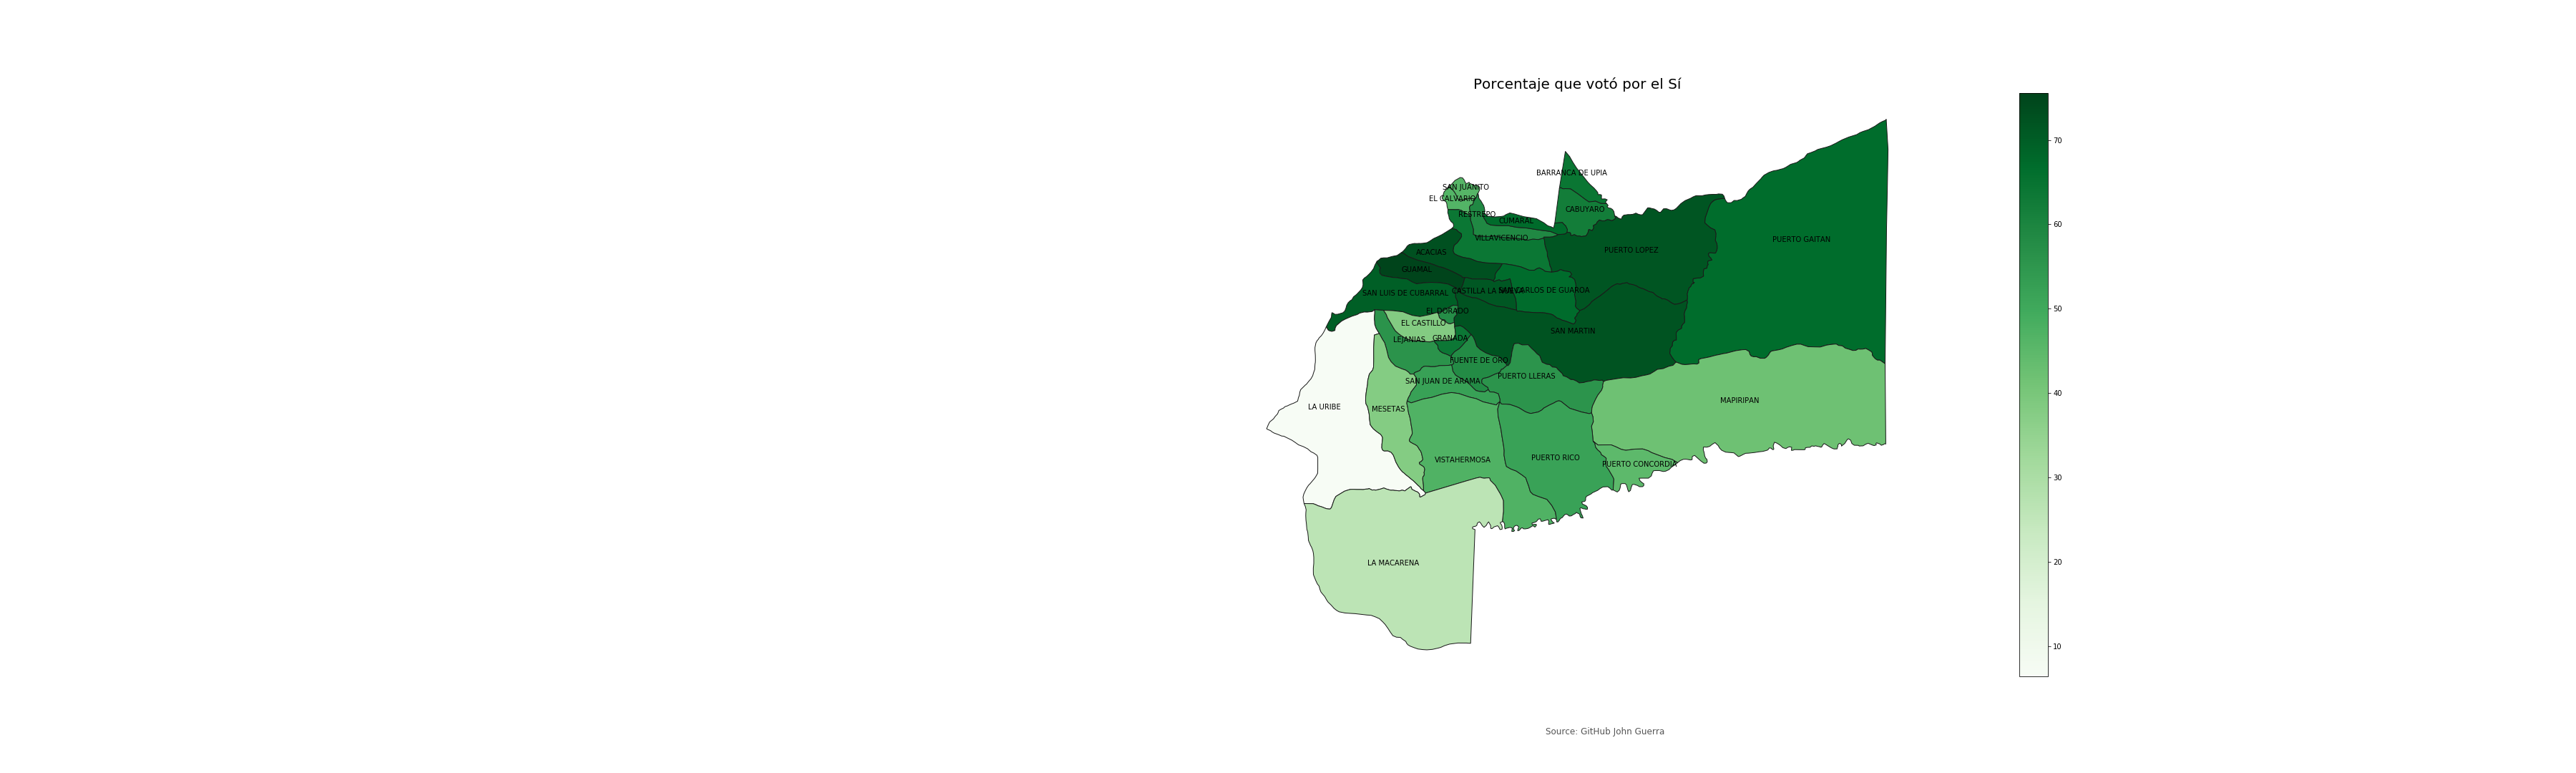 Porcentaje que votó por el Sí
70
60
50
40
30
20
10
BARRANCA DE UPIA
SAN JUANITO
EL CALVARIO
CABUYARO
RESTREPO
CUMARAL
VILLAVICENCIO
PUERTO GAITAN
PUERTO LOPEZ
ACACIAS
GUAMAL
SAN LUIS DE CUBARRAL
CASTILLA LA NUEVA
SAN CARLOS DE GUAROA
EL DORADO
EL CASTILLO
SAN MARTIN
LEJANIAS
GRANADA
FUENTE DE ORO
PUERTO LLERAS
SAN JUAN DE ARAMA
MAPIRIPAN
LA URIBE
MESETAS
VISTAHERMOSA
PUERTO RICO
PUERTO CONCORDIA
LA MACARENA
Source: GitHub John Guerra